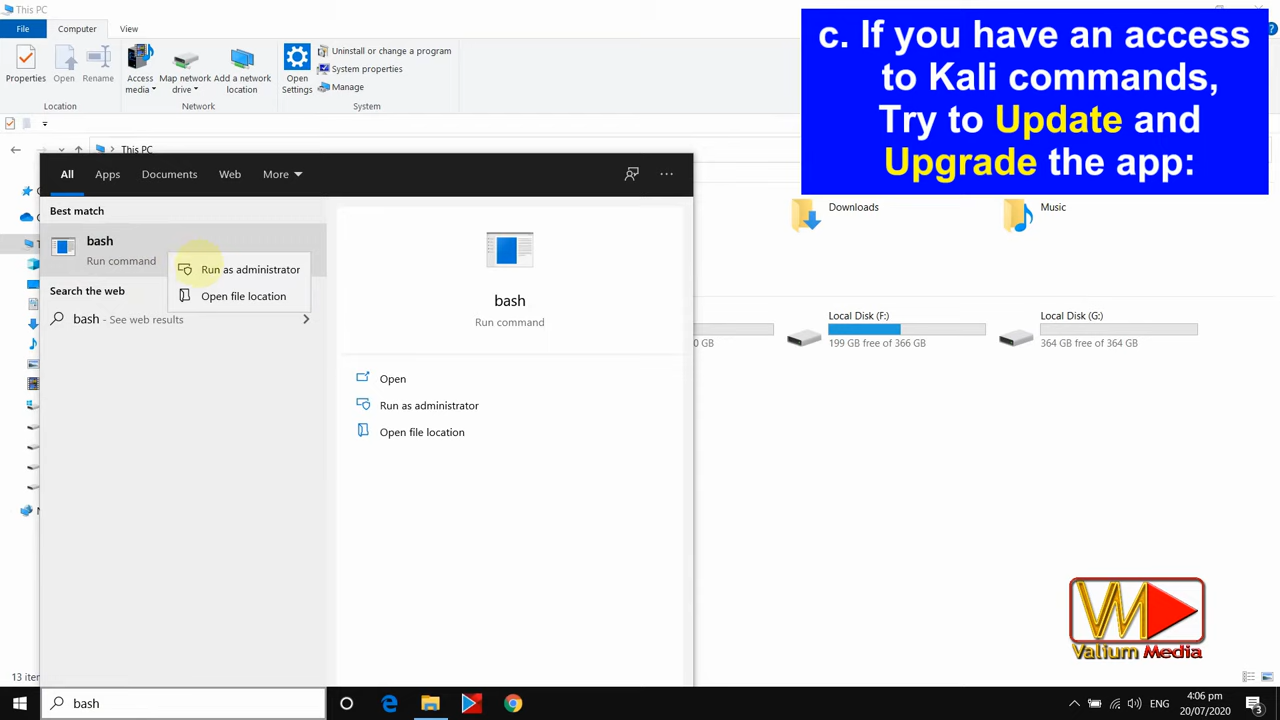 This PC
File
Computer
View
Properties
Open
Rename
Access media
Map network drive
Add a network location
Open Settings
Uninstall or change a program
System properties
Manage
Location
Network
System
c. If you have an access
to Kali commands,
Try to Update and
Upgrade the app:
This PC
All
Apps
Documents
Web
More
Best match
bash
Run command
Run as administrator
Open file location
Search the web
bash - See web results
bash
Run command
Open
Run as administrator
Open file location
Downloads
Music
Local Disk (F:)
199 GB free of 366 GB
Local Disk (G:)
364 GB free of 364 GB
0 GB
VM
Valium Media
13 iter
bash
ENG
4:06 pm
20/07/2020
3